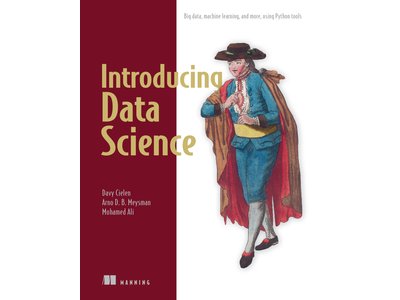 Big data, machine learning, and more, using Python tools
Introducing
Data
Science
Davy Cielen
Arno D. B. Meysman
Mohamed Ali
MANNING